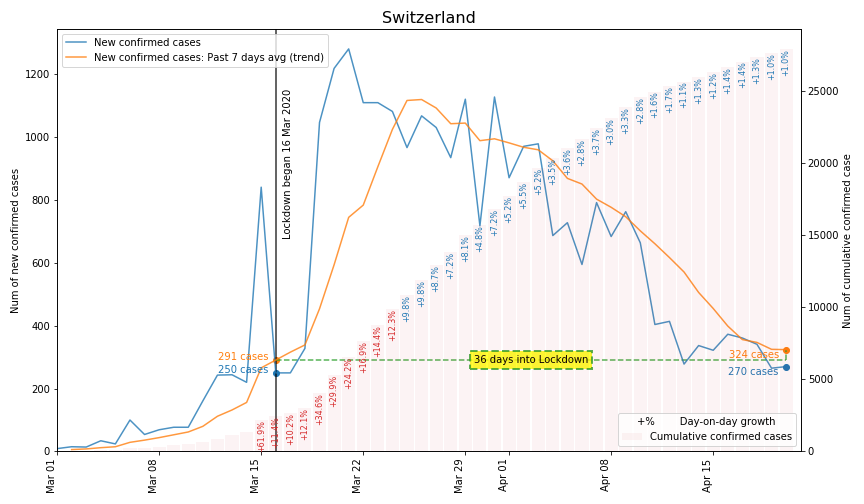 Switzerland
New confirmed cases
New confirmed cases: Past 7 days avg (trend)
Num of new confirmed cases
Num of cumulative confirmed case
0
200
400
600
800
1000
1200
0
5000
10000
15000
20000
25000
Lockdown began 16 Mar 2020
291 cases
250 cases
36 days into Lockdown
324 cases
270 cases
+61.9%
+11.4%
+10.2%
+12.1%
+34.6%
+29.9%
+24.2%
+16.9%
+14.4%
+12.3%
+9.8%
+9.8%
+8.7%
+7.2%
+8.1%
+4.8%
+7.2%
+5.2%
+5.5%
+5.2%
+3.5%
+3.6%
+2.8%
+3.7%
+3.0%
+3.3%
+2.8%
+1.6%
+1.7%
+1.1%
+1.3%
+1.2%
+1.4%
+1.4%
+1.3%
+1.0%
+1.0%
+% Day-on-day growth
Cumulative confirmed cases
Mar 01
Mar 08
Mar 15
Mar 22
Mar 29
Apr 01
Apr 08
Apr 15